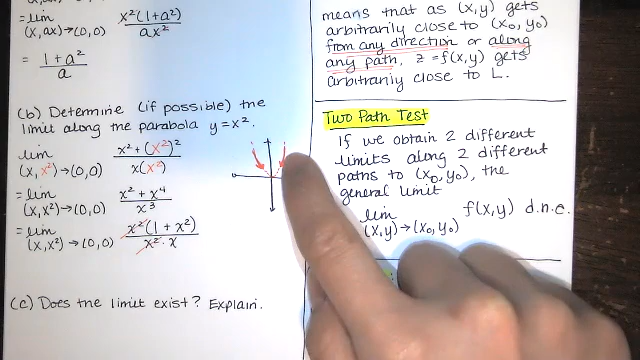 = lim x²(1+a²)
(x,ax)→(0,0) ax²
= 1+a²
a
(b) Determine (if possible) the
limit along the parabola y=x².
lim x²+(x²)²
(x,x²)→(0,0) x(x²)
= lim x²+x⁴
(x,x²)→(0,0) x³
= lim x²(1+x²)
(x,x²)→(0,0) x²·x
(c) Does the limit exist? Explain.
means that as (x,y) gets
arbitrarily close to (x₀,y₀)
from any direction or along
any path, z=f(x,y) gets
arbitrarily close to L.
Two Path Test
If we obtain 2 different
limits along 2 different
paths to (x₀,y₀), the
general limit
lim f(x,y) d.n.e.
(x,y)→(x₀,y₀)